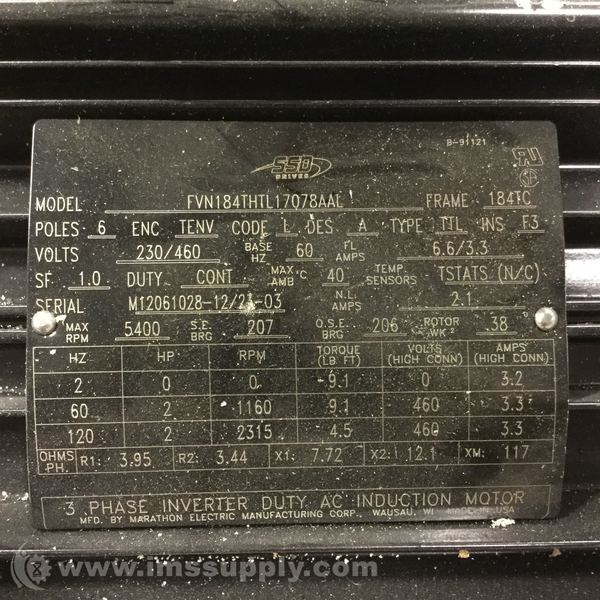 B-91121
SSD
DRIVES
MODEL FVN184THTL17078AAL FRAME 184TC
POLES 6 ENC TENV CODE L DES A TYPE TTL INS F3
VOLTS 230/460 BASE HZ 60 FL AMPS 6.6/3.3
SF 1.0 DUTY CONT MAX AMB°C 40 TEMP SENSORS TSTATS (N/C)
SERIAL M12061028-12/23-03 N.L. AMPS 2.1
MAX RPM 5400 S.E. BRG 207 O.S.E. BRG 206 ROTOR WK² .38
HZ HP RPM TORQUE (LB FT) VOLTS (HIGH CONN) AMPS (HIGH CONN)
2 0 0 9.1 0 3.2
60 2 1160 9.1 460 3.3
120 2 2315 4.5 460 3.3
OHMS PH. R1: 3.95 R2: 3.44 X1: 7.72 X2: 12.1 XM: 117
3 PHASE INVERTER DUTY AC INDUCTION MOTOR
MFD. BY MARATHON ELECTRIC MANUFACTURING CORP., WAUSAU, WI MADE IN USA
www.imssupply.com